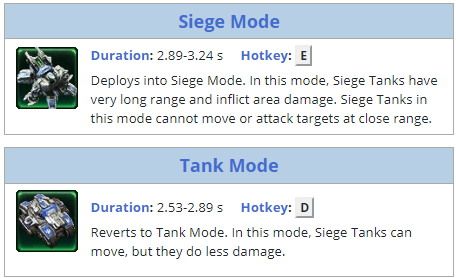 Siege Mode
Duration: 2.89-3.24 s Hotkey: E
Deploys into Siege Mode. In this mode, Siege Tanks have
very long range and inflict area damage. Siege Tanks in
this mode cannot move or attack targets at close range.
Tank Mode
Duration: 2.53-2.89 s Hotkey: D
Reverts to Tank Mode. In this mode, Siege Tanks can
move, but they do less damage.